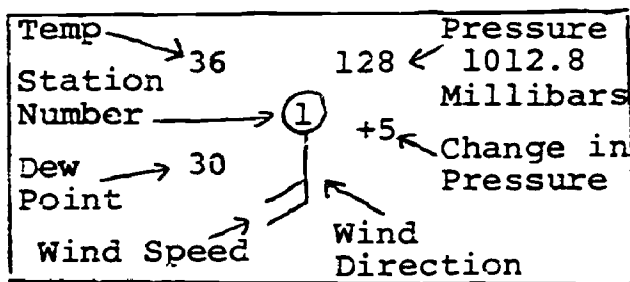 Temp
36
128
Pressure
1012.8
Millibars
Station
Number
1
+5
Change in
Pressure
Dew
Point
30
Wind Speed
Wind
Direction